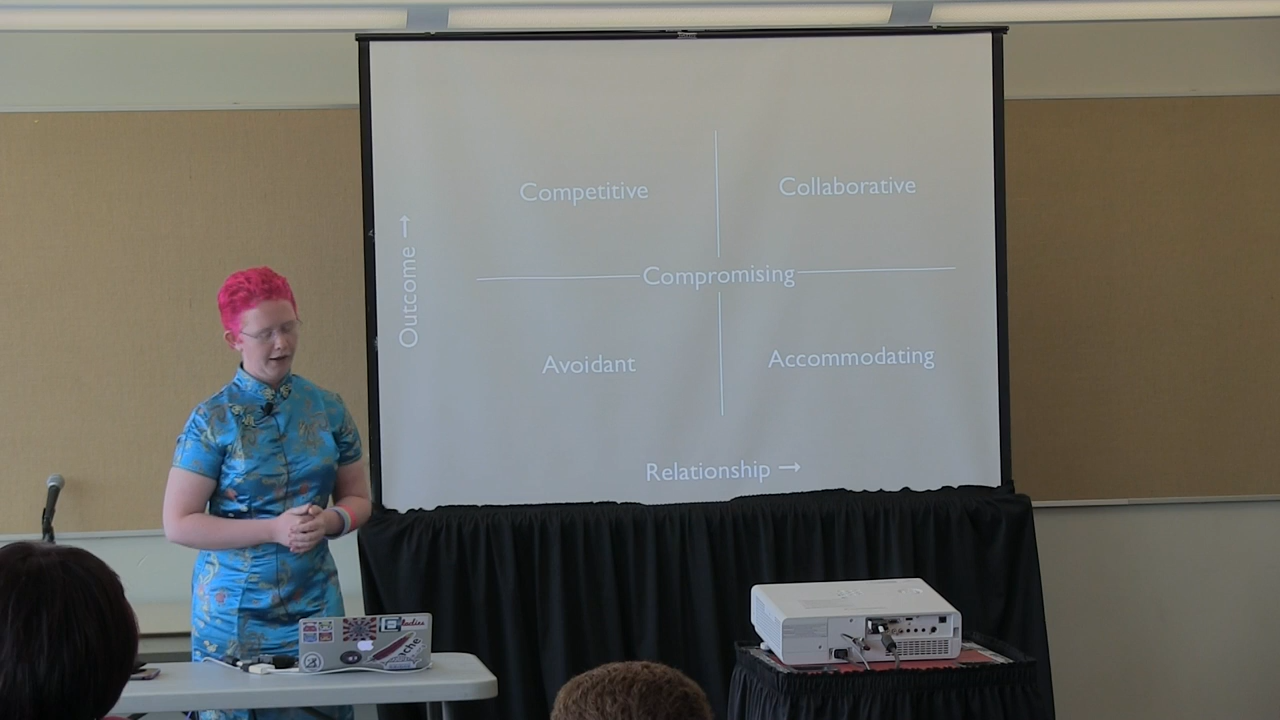 Competitive
Collaborative
Outcome →
Compromising
Avoidant
Accommodating
Relationship →